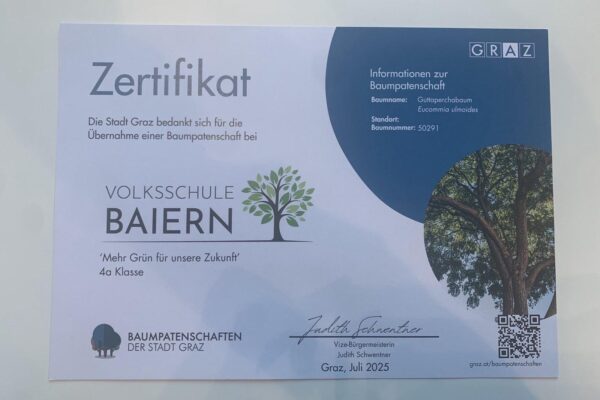 GRAZ
Zertifikat
Die Stadt Graz bedankt sich für die
Übernahme einer Baumpatenschaft bei
VOLKSSCHULE
BAIERN
'Mehr Grün für unsere Zukunft'
4a Klasse
Informationen zur
Baumpatenschaft
Baumname: Guttaperchabaum
Eucommia ulmoides
Standort:
Baumnummer: 50291
BAUMPATENSCHAFTEN
DER STADT GRAZ
Judith Schwentner
Vize-Bürgermeisterin
Judith Schwentner
Graz, Juli 2025
graz.at/baumpatenschaften